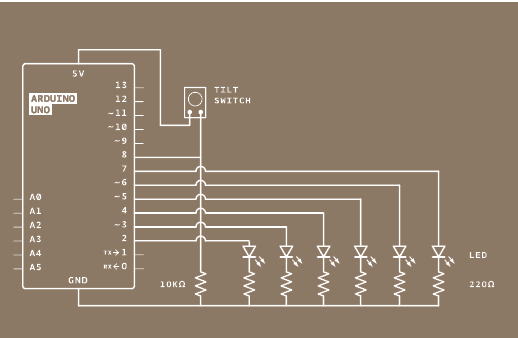 5V
ARDUINO
UNO
13
12
~11
~10
~9
8
7
~6
~5
4
~3
2
TX→1
RX←0
A0
A1
A2
A3
A4
A5
GND
TILT
SWITCH
LED
10KΩ
220Ω